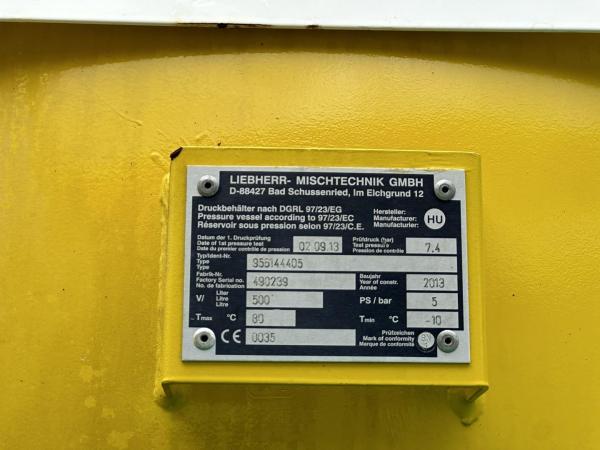 LIEBHERR- MISCHTECHNIK GMBH
D-88427 Bad Schussenried, im Eichgrund 12
Druckbehälter nach DGRL 97/23/EG
Pressure vessel according to 97/23/EC
Réservoir sous pression selon 97/23/C.E.
Hersteller:
Manufacturer:
Manufacturer:
HU
Datum der 1. Druckprüfung
Date of 1st pressure test
Date du premier contrôle de pression
02.09.13
Prüfdruck (bar)
Test pressure
Pression de contrôle
7.4
Typ/Ident-Nr.
Type
Type
956144405
Fabrik-Nr.
Factory Serial no.
No. de fabrication
490239
Baujahr
Year of constr.
Année
2013
V/
Liter
Litre
Litre
500
PS / bar
5
Tmax °C
80
Tmin °C
-10
CE
0035
Prüfzeichen
Mark of conformity
Marque de conformité